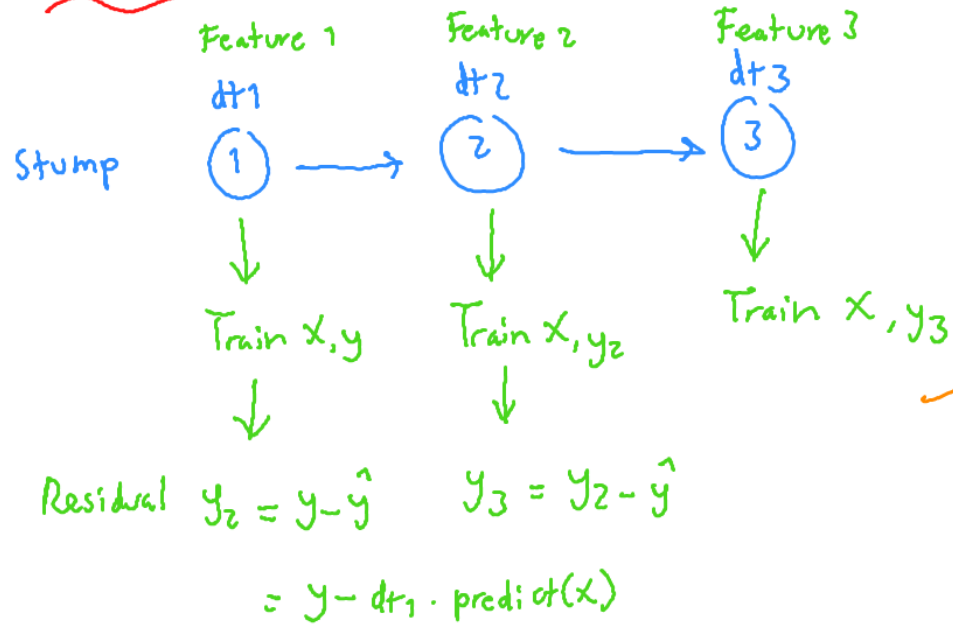 Feature 1 Feature 2 Feature 3
dt1 dt2 dt3
Stump 1 2 3
Train X, y Train X, y2 Train X, y3
Residual y2 = y - ŷ y3 = y2 - ŷ
= y - dt1 . predict(X)